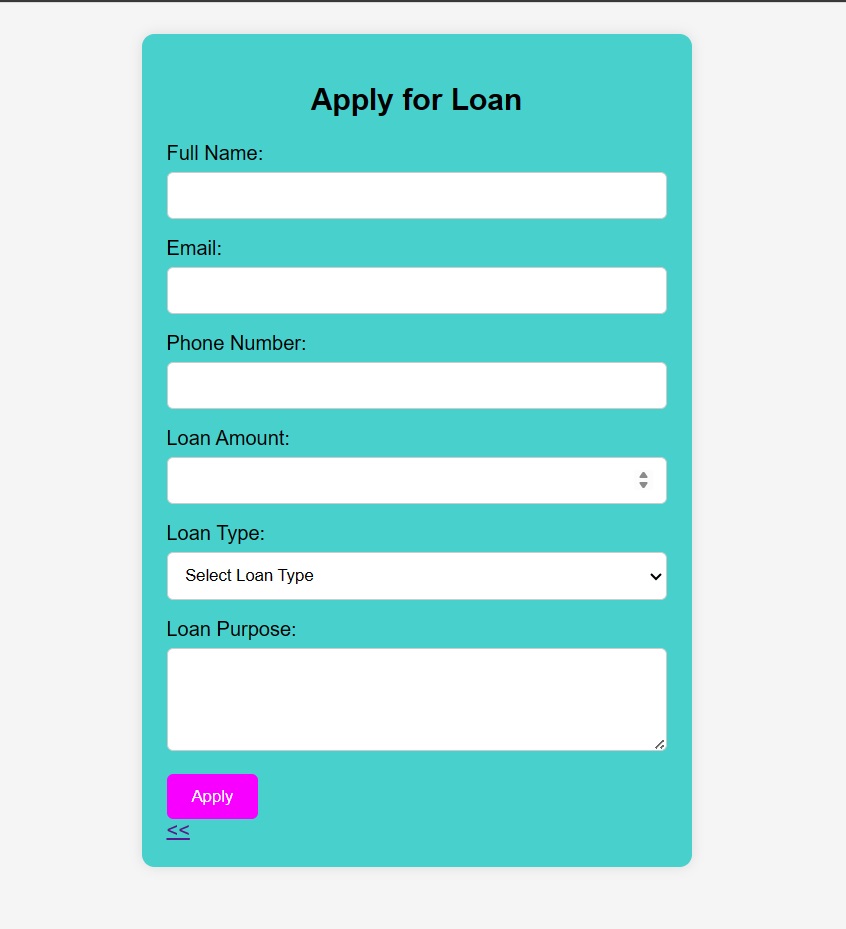 Apply for Loan
Full Name:
Email:
Phone Number:
Loan Amount:
Loan Type:
Select Loan Type
Loan Purpose:
Apply
<<